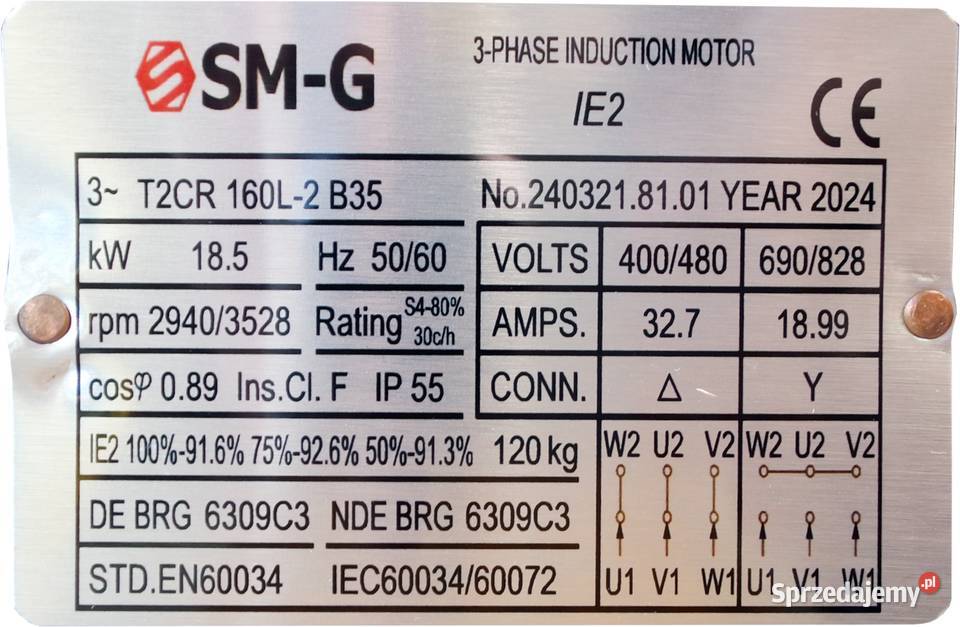 SM-G
3-PHASE INDUCTION MOTOR
IE2
CE
3~ T2CR 160L-2 B35 No.240321.81.01 YEAR 2024
kW 18.5 Hz 50/60 VOLTS 400/480 690/828
rpm 2940/3528 Rating S4-80% 30c/h AMPS. 32.7 18.99
cosφ 0.89 Ins.Cl. F IP 55 CONN. Δ Y
IE2 100%-91.6% 75%-92.6% 50%-91.3% 120kg W2 U2 V2 W2 U2 V2
DE BRG 6309C3 NDE BRG 6309C3
STD.EN60034 IEC60034/60072 U1 V1 W1 U1 V1 W1
Sprzedajemy.pl